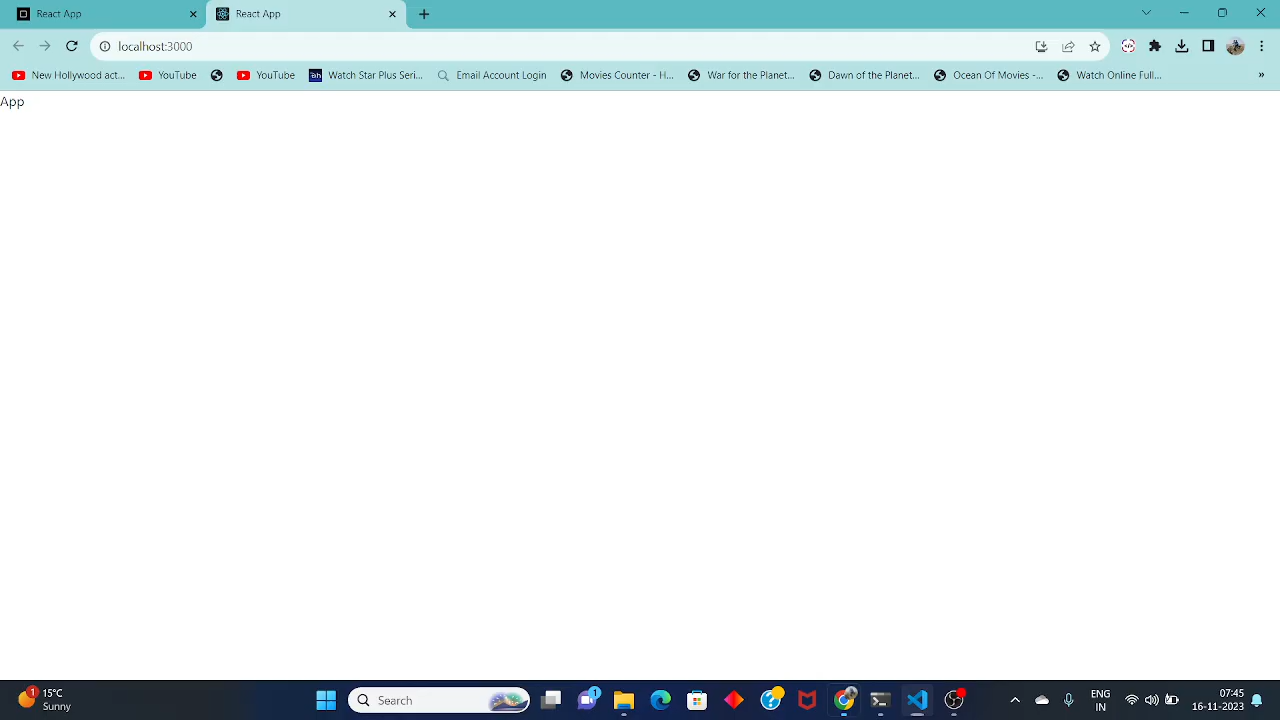 React App
React App
localhost:3000
New Hollywood act...
YouTube
YouTube
Watch Star Plus Seri...
Email Account Login
Movies Counter - H...
War for the Planet...
Dawn of the Planet...
Ocean Of Movies -...
Watch Online Full...
»
App
1
15°C
Sunny
Search
1
ENG
IN
07:45
16-11-2023